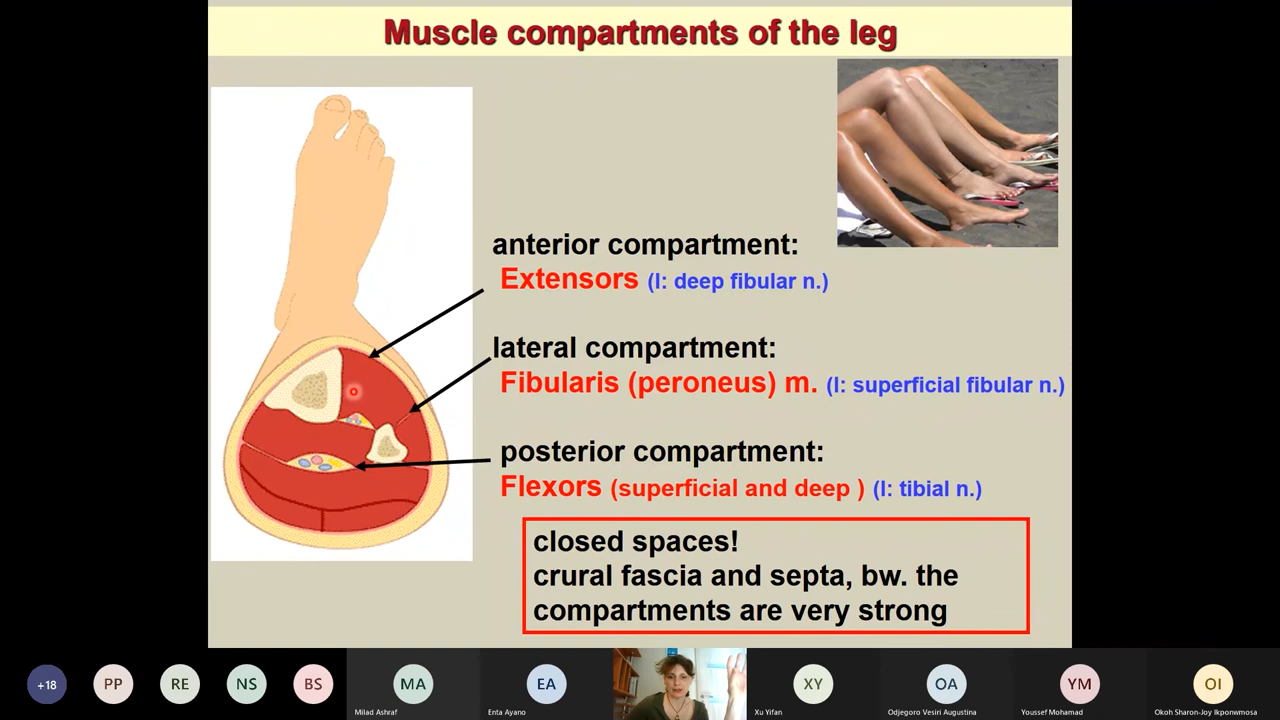 Muscle compartments of the leg
anterior compartment:
Extensors (I: deep fibular n.)
lateral compartment:
Fibularis (peroneus) m. (I: superficial fibular n.)
posterior compartment:
Flexors (superficial and deep ) (I: tibial n.)
closed spaces!
crural fascia and septa, bw. the
compartments are very strong
+18
PP
RE
NS
BS
MA
Milad Ashraf
EA
Enta Ayano
XY
Xu Yifan
OA
Odjegoro Vesiri Augustina
YM
Youssef Mohamad
OI
Okoh Sharon-Joy Ikponwmosa